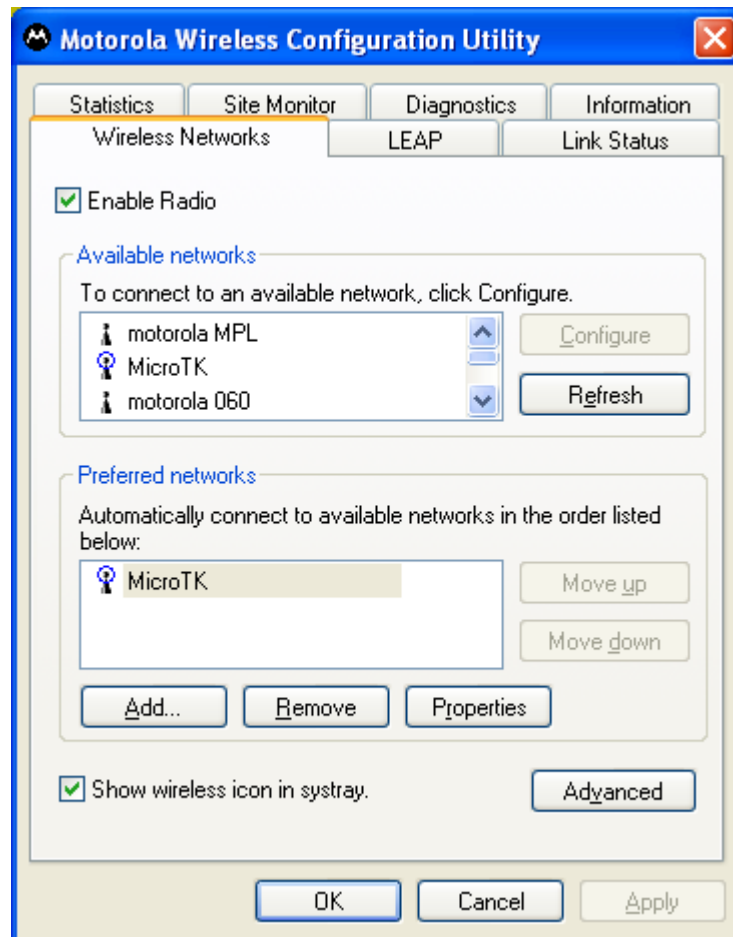 Motorola Wireless Configuration Utility
Statistics Site Monitor Diagnostics Information
Wireless Networks LEAP Link Status
Enable Radio
Available networks
To connect to an available network, click Configure.
motorola MPL
MicroTK
motorola 060
Configure
Refresh
Preferred networks
Automatically connect to available networks in the order listed
below:
MicroTK
Move up
Move down
Add... Remove Properties
Show wireless icon in systray. Advanced
OK Cancel Apply